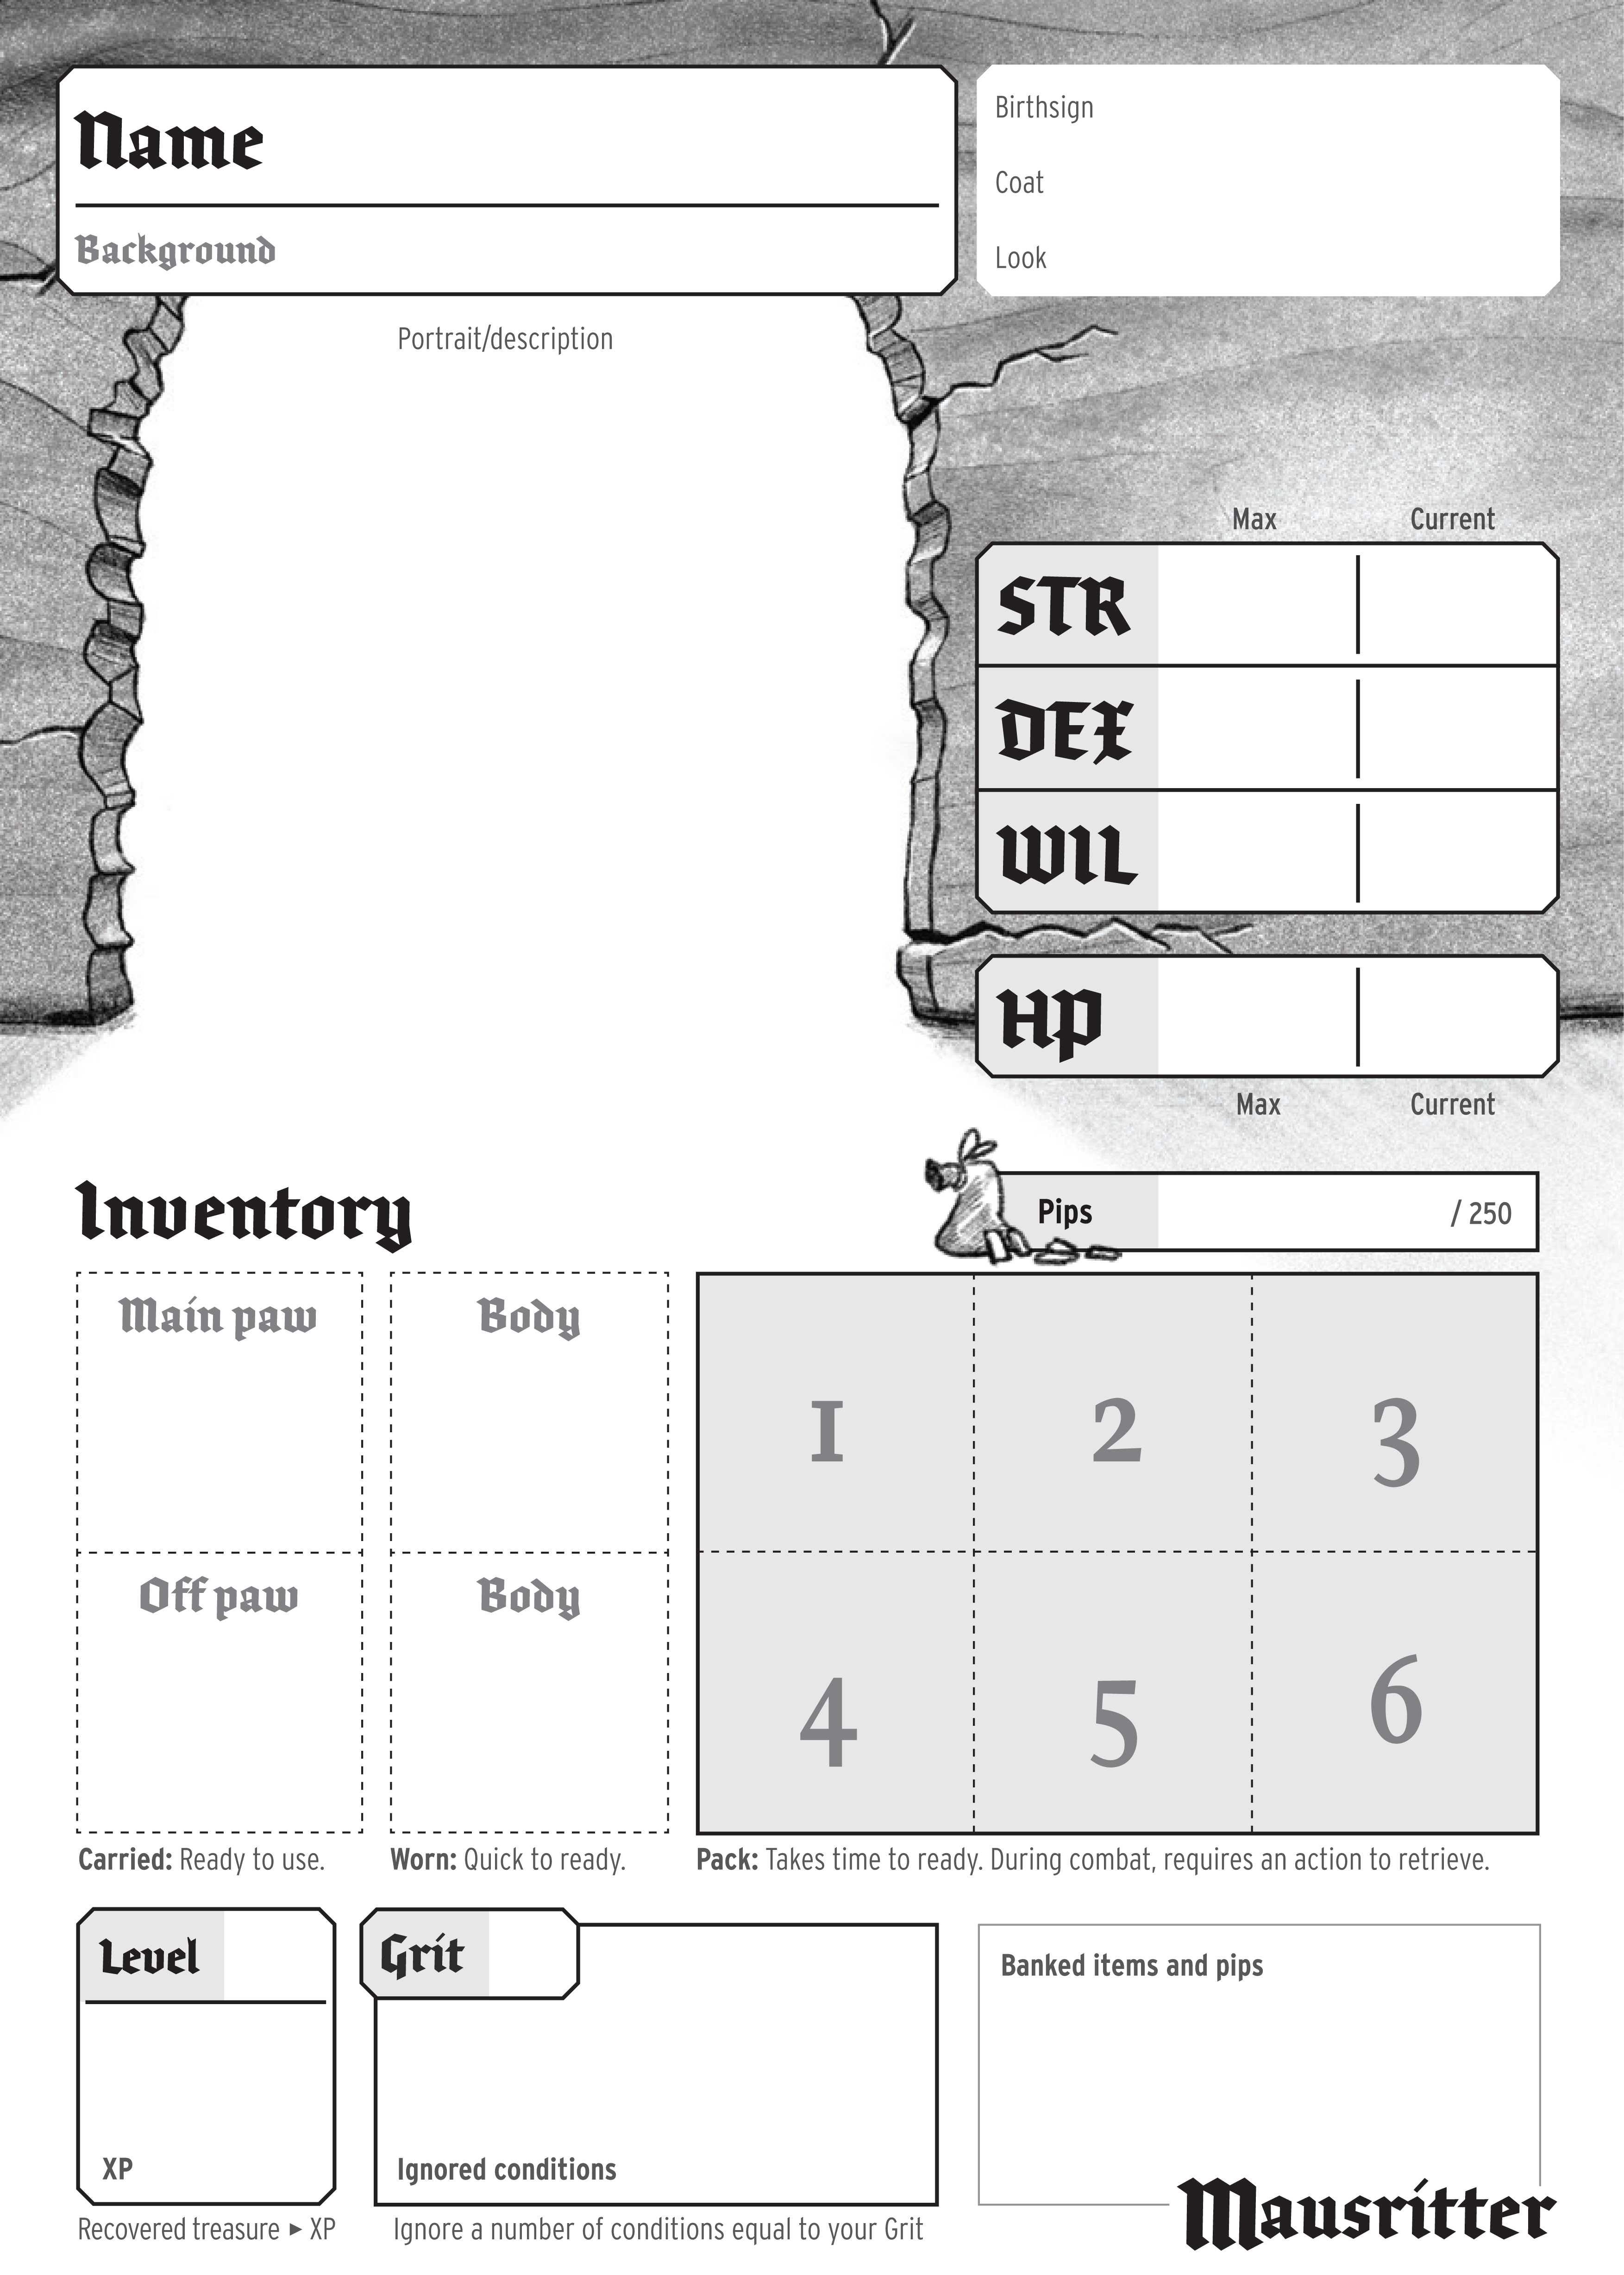 Name
Background
Birthsign
Coat
Look
Portrait/description
Max Current
STR
DEX
WIL
HP
Max Current
Inventory
Pips / 250
Main paw
Body
Off paw
Body
1 2 3
4 5 6
Carried: Ready to use.
Worn: Quick to ready.
Pack: Takes time to ready. During combat, requires an action to retrieve.
Level
XP
Recovered treasure ▸ XP
Grit
Ignored conditions
Ignore a number of conditions equal to your Grit
Banked items and pips
Mausritter